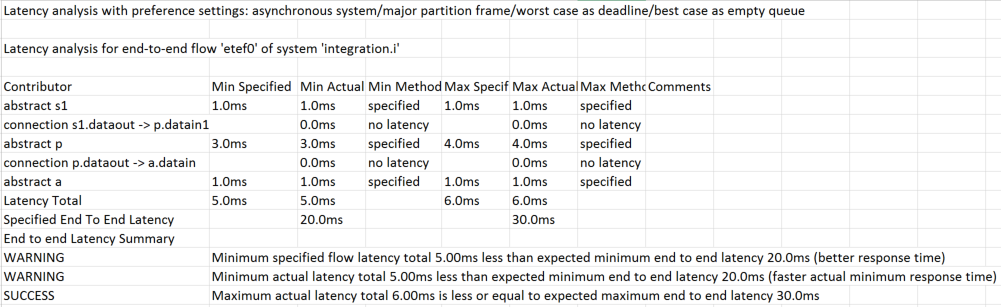 Latency analysis with preference settings: asynchronous system/major partition frame/worst case as deadline/best case as empty queue
Latency analysis for end-to-end flow 'etef0' of system 'integration.i'
Contributor Min Specified Min Actual Min Method Max Specif Max Actual Max Methc Comments
abstract s1 1.0ms 1.0ms specified 1.0ms 1.0ms specified
connection s1.dataout -> p.datain1 0.0ms no latency 0.0ms no latency
abstract p 3.0ms 3.0ms specified 4.0ms 4.0ms specified
connection p.dataout -> a.datain 0.0ms no latency 0.0ms no latency
abstract a 1.0ms 1.0ms specified 1.0ms 1.0ms specified
Latency Total 5.0ms 5.0ms 6.0ms 6.0ms
Specified End To End Latency 20.0ms 30.0ms
End to end Latency Summary
WARNING Minimum specified flow latency total 5.00ms less than expected minimum end to end latency 20.0ms (better response time)
WARNING Minimum actual latency total 5.00ms less than expected minimum end to end latency 20.0ms (faster actual minimum response time)
SUCCESS Maximum actual latency total 6.00ms is less or equal to expected maximum end to end latency 30.0ms